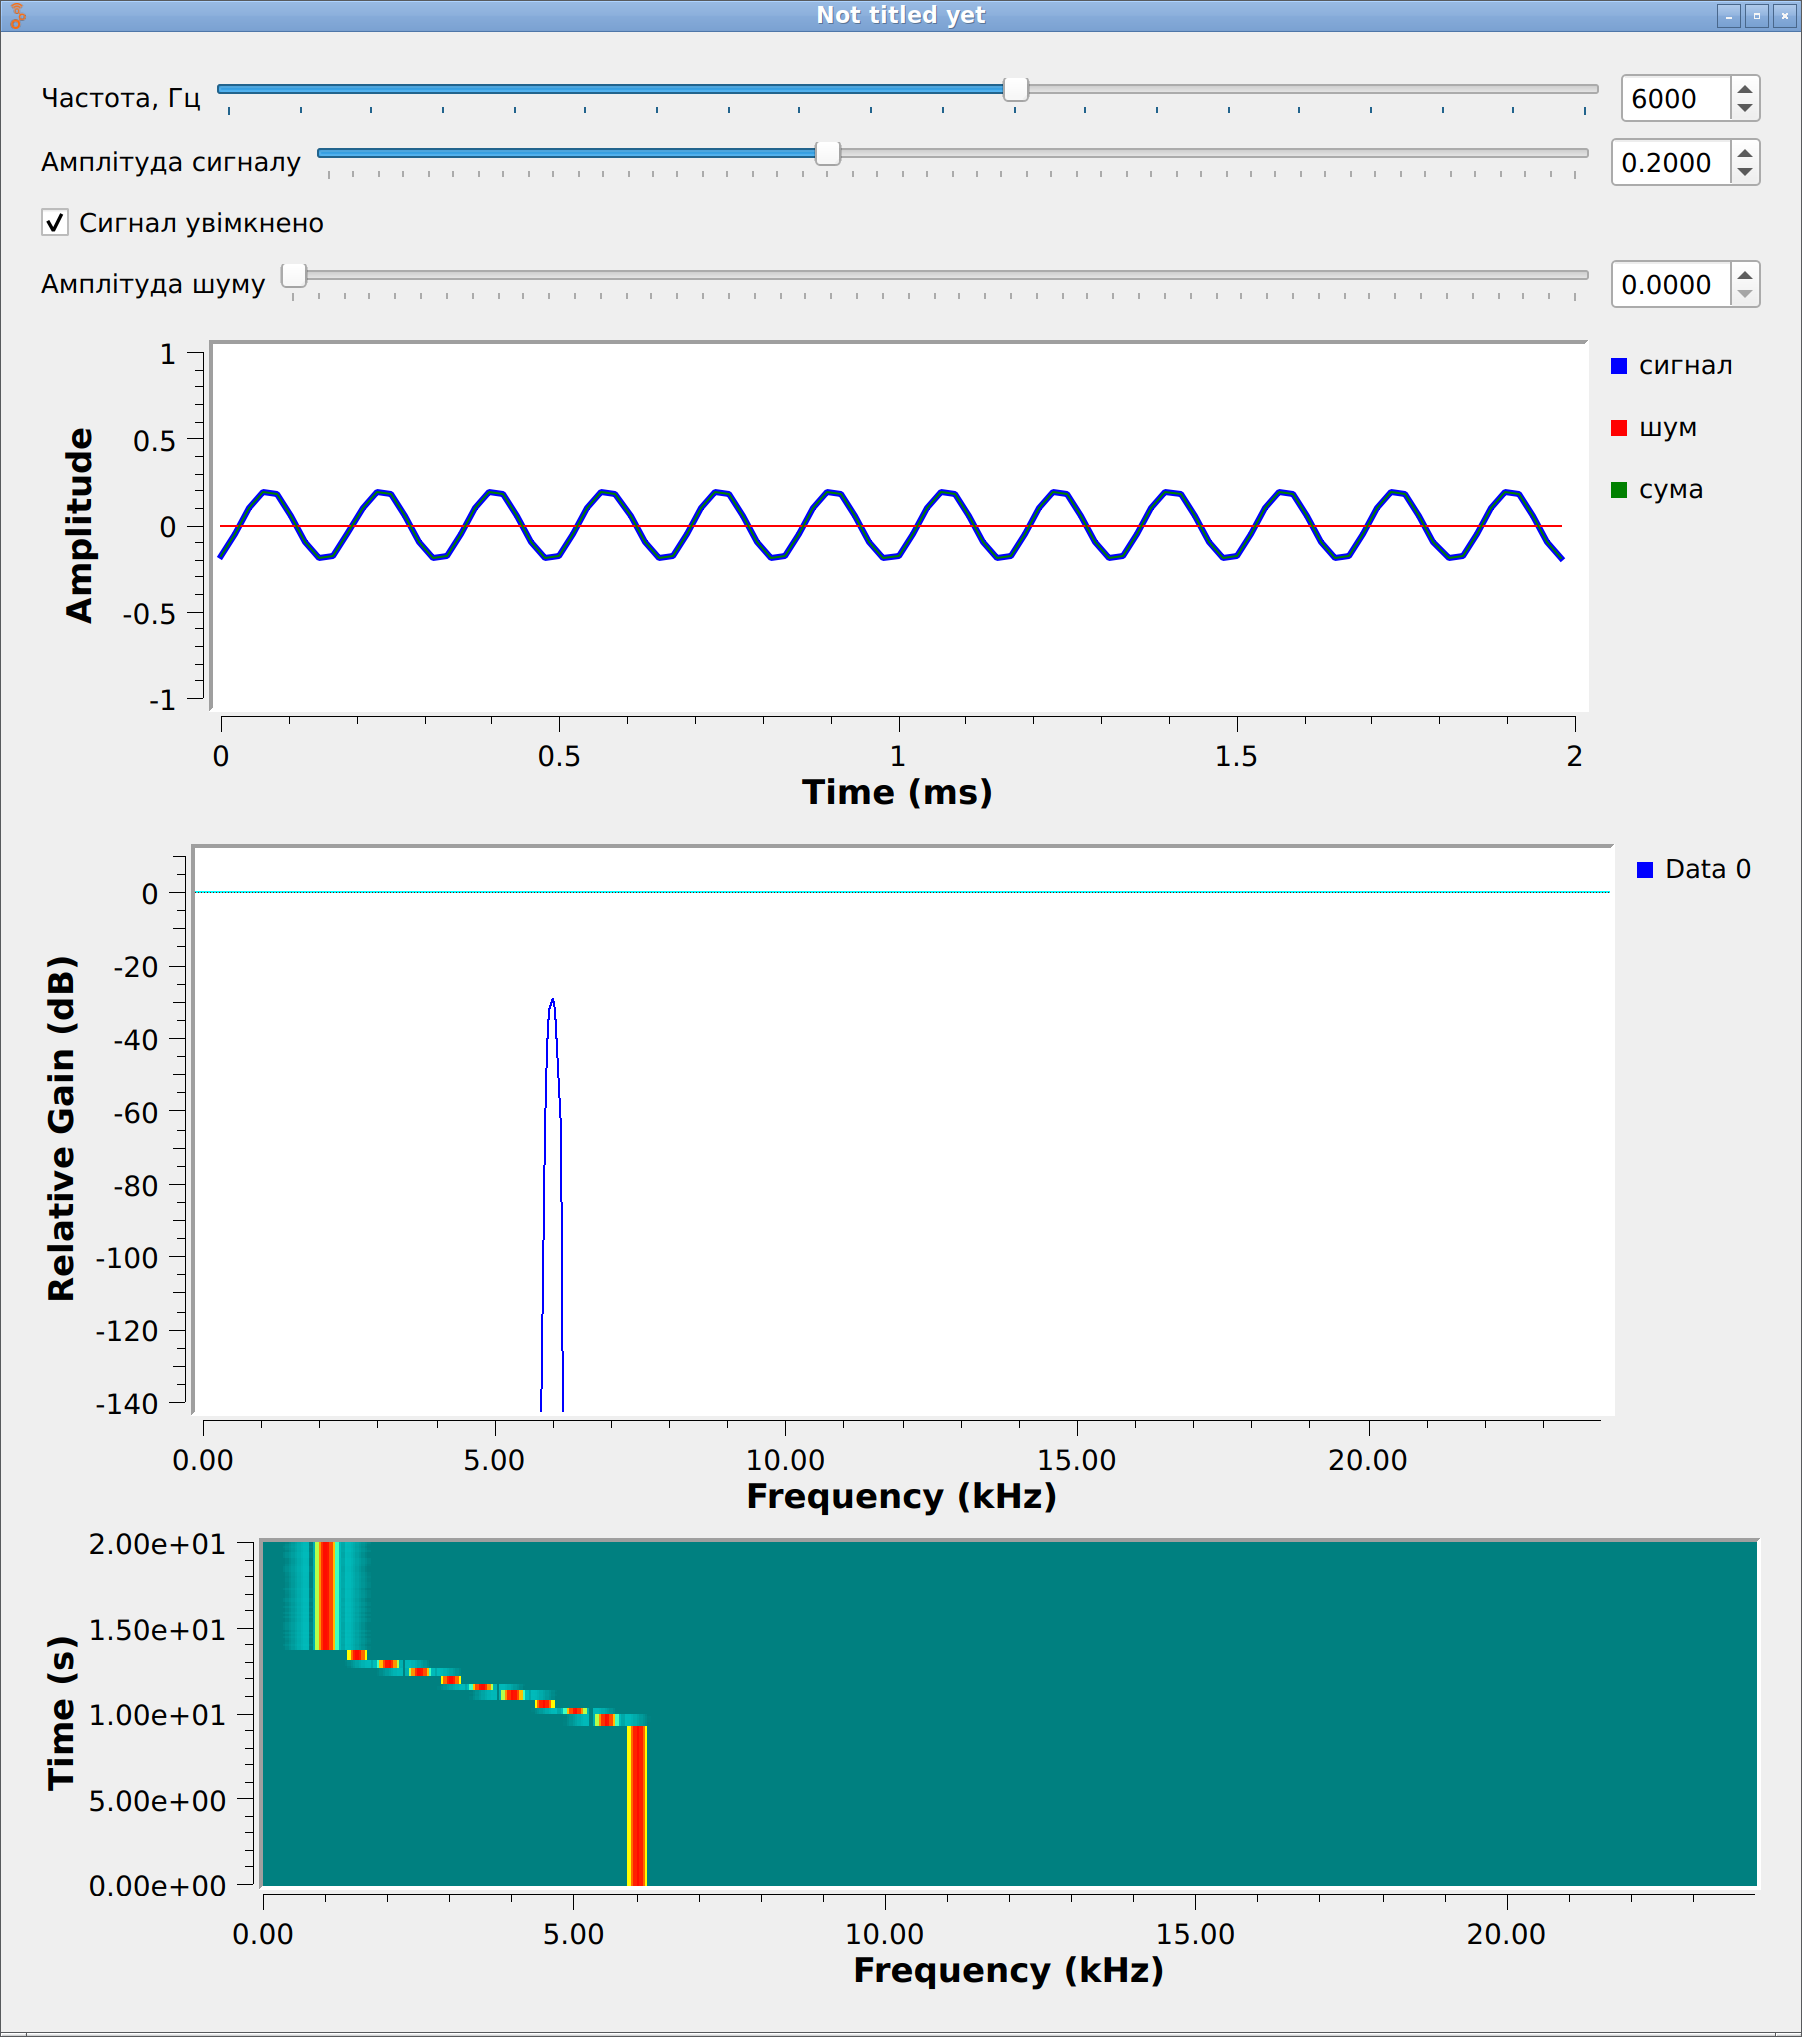 Not titled yet
Частота, Гц 6000
Амплітуда сигналу 0.2000
Сигнал увімкнено
Амплітуда шуму 0.0000
1
0.5
0
-0.5
-1
Amplitude
0 0.5 1 1.5 2
Time (ms)
сигнал
шум
сума
0
-20
-40
-60
-80
-100
-120
-140
Relative Gain (dB)
0.00 5.00 10.00 15.00 20.00
Frequency (kHz)
Data 0
2.00e+01
1.50e+01
1.00e+01
5.00e+00
0.00e+00
Time (s)
0.00 5.00 10.00 15.00 20.00
Frequency (kHz)